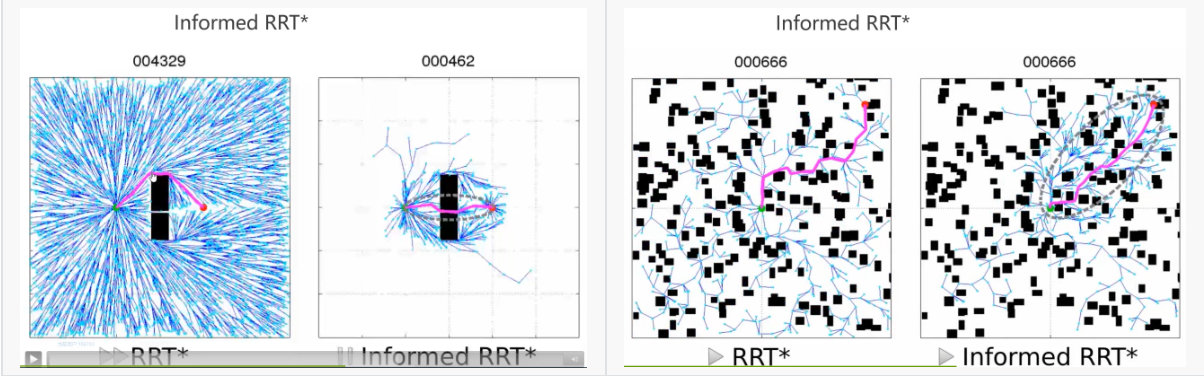 Informed RRT*
004329
000462
RRT*
Informed RRT*
Informed RRT*
000666
000666
RRT*
Informed RRT*